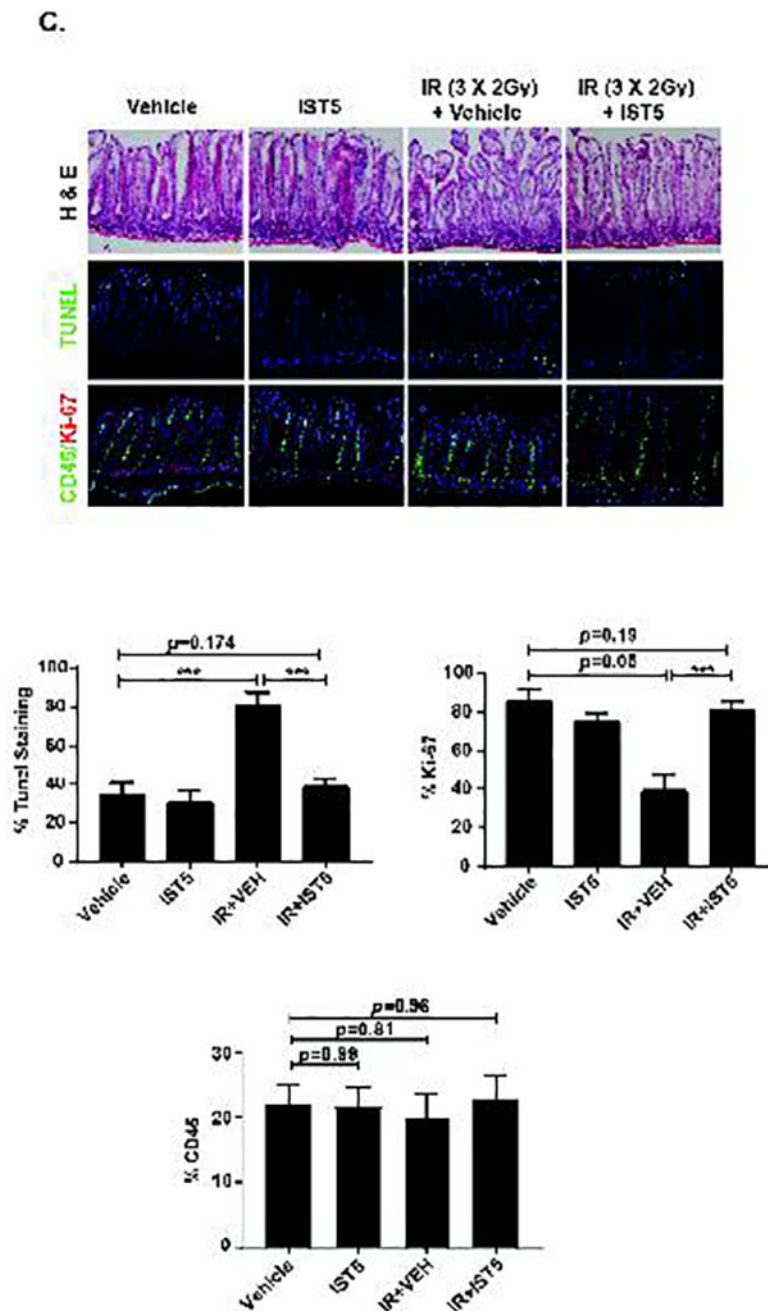 C.
Vehicle
IST5
IR (3 X 2Gy)
+ Vehicle
IR (3 X 2Gy)
+ IST5
H & E
TUNEL
CD45/Ki-67
p=0.174
***
***
% Tunel Staining
100
80
60
40
20
0
Vehicle
IST5
IR+VEH
IR+IST5
p=0.19
p=0.05
***
% Ki-67
100
80
60
40
20
0
Vehicle
IST5
IR+VEH
IR+IST5
p=0.96
p=0.81
p=0.99
% CD45
30
20
10
0
Vehicle
IST5
IR+VEH
IR+IST5